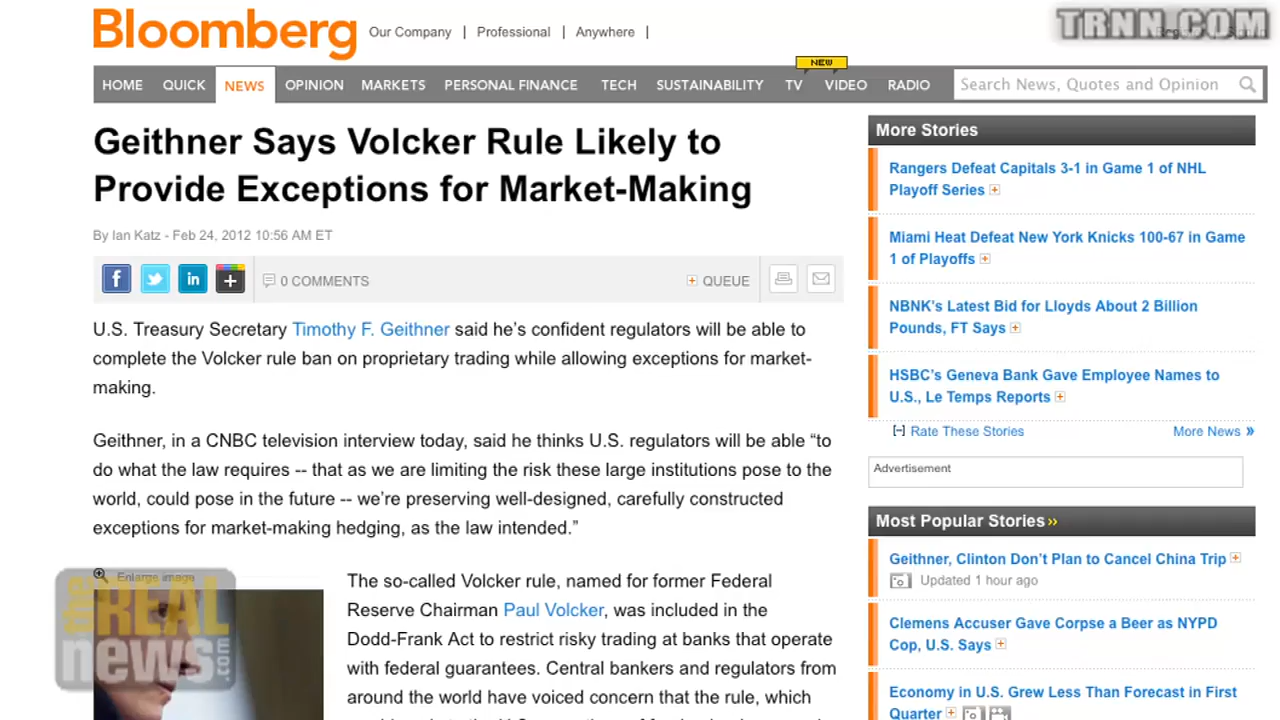 Bloomberg
Our Company | Professional | Anywhere |
TRNN.COM
HOME QUICK NEWS OPINION MARKETS PERSONAL FINANCE TECH SUSTAINABILITY TV VIDEO RADIO
NEW
Search News, Quotes and Opinion
Geithner Says Volcker Rule Likely to
Provide Exceptions for Market-Making
By Ian Katz - Feb 24, 2012 10:56 AM ET
0 COMMENTS
QUEUE
U.S. Treasury Secretary Timothy F. Geithner said he's confident regulators will be able to
complete the Volcker rule ban on proprietary trading while allowing exceptions for market-
making.
Geithner, in a CNBC television interview today, said he thinks U.S. regulators will be able “to
do what the law requires -- that as we are limiting the risk these large institutions pose to the
world, could pose in the future -- we’re preserving well-designed, carefully constructed
exceptions for market-making hedging, as the law intended.”
Enlarge image
the REAL
news.com
The so-called Volcker rule, named for former Federal
Reserve Chairman Paul Volcker, was included in the
Dodd-Frank Act to restrict risky trading at banks that operate
with federal guarantees. Central bankers and regulators from
around the world have voiced concern that the rule, which
More Stories
Rangers Defeat Capitals 3-1 in Game 1 of NHL
Playoff Series
Miami Heat Defeat New York Knicks 100-67 in Game
1 of Playoffs
NBNK's Latest Bid for Lloyds About 2 Billion
Pounds, FT Says
HSBC's Geneva Bank Gave Employee Names to
U.S., Le Temps Reports
[-] Rate These Stories
More News »
Advertisement
Most Popular Stories »
Geithner, Clinton Don't Plan to Cancel China Trip
Updated 1 hour ago
Clemens Accuser Gave Corpse a Beer as NYPD
Cop, U.S. Says
Economy in U.S. Grew Less Than Forecast in First
Quarter